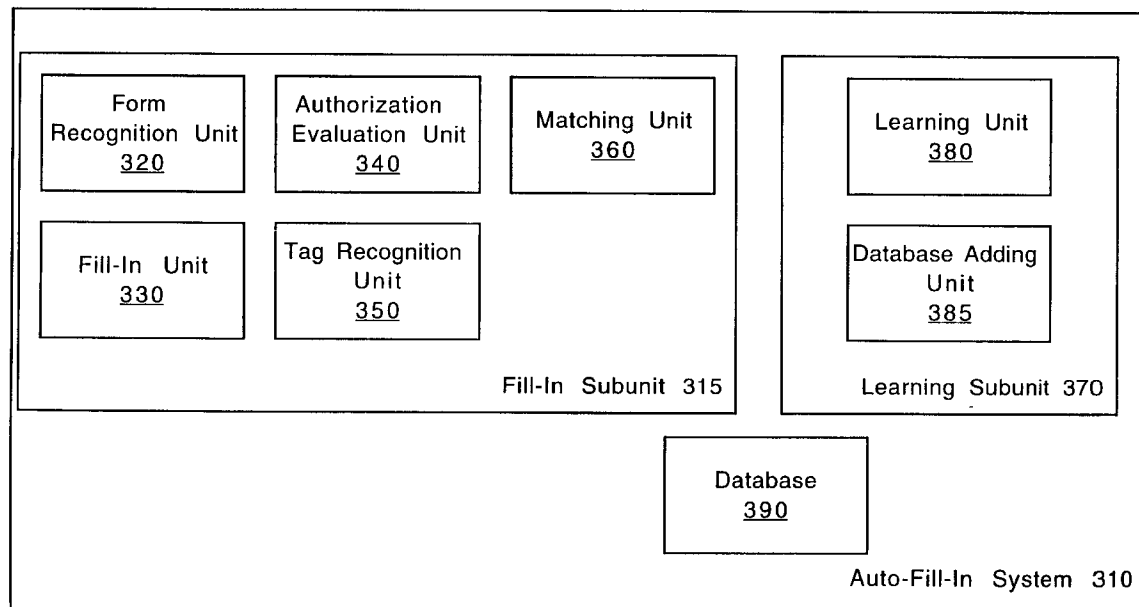 Form
Recognition Unit
320
Authorization
Evaluation Unit
340
Matching Unit
360
Fill-In Unit
330
Tag Recognition
Unit
350
Fill-In Subunit 315
Learning Unit
380
Database Adding
Unit
385
Learning Subunit 370
Database
390
Auto-Fill-In System 310